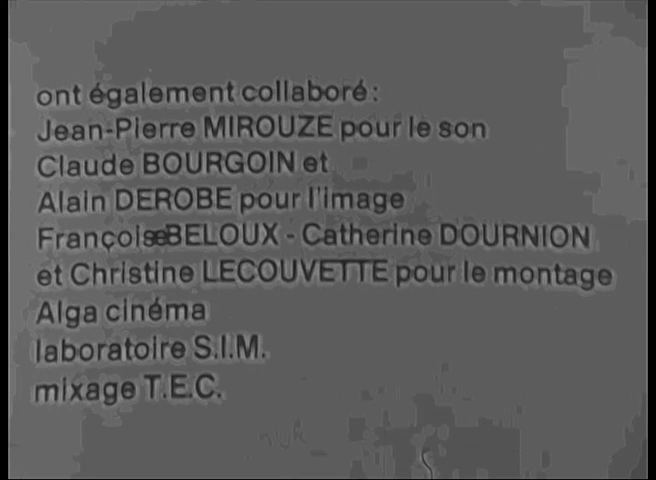 ont également collaboré:
Jean-Pierre MIROUZE pour le son
Claude BOURGOIN et
Alain DEROBE pour l'image
Françoise BELOUX - Catherine DOURNION
et Christine LECOUVETTE pour le montage
Alga cinéma
laboratoire S.I.M.
mixage T.E.C.